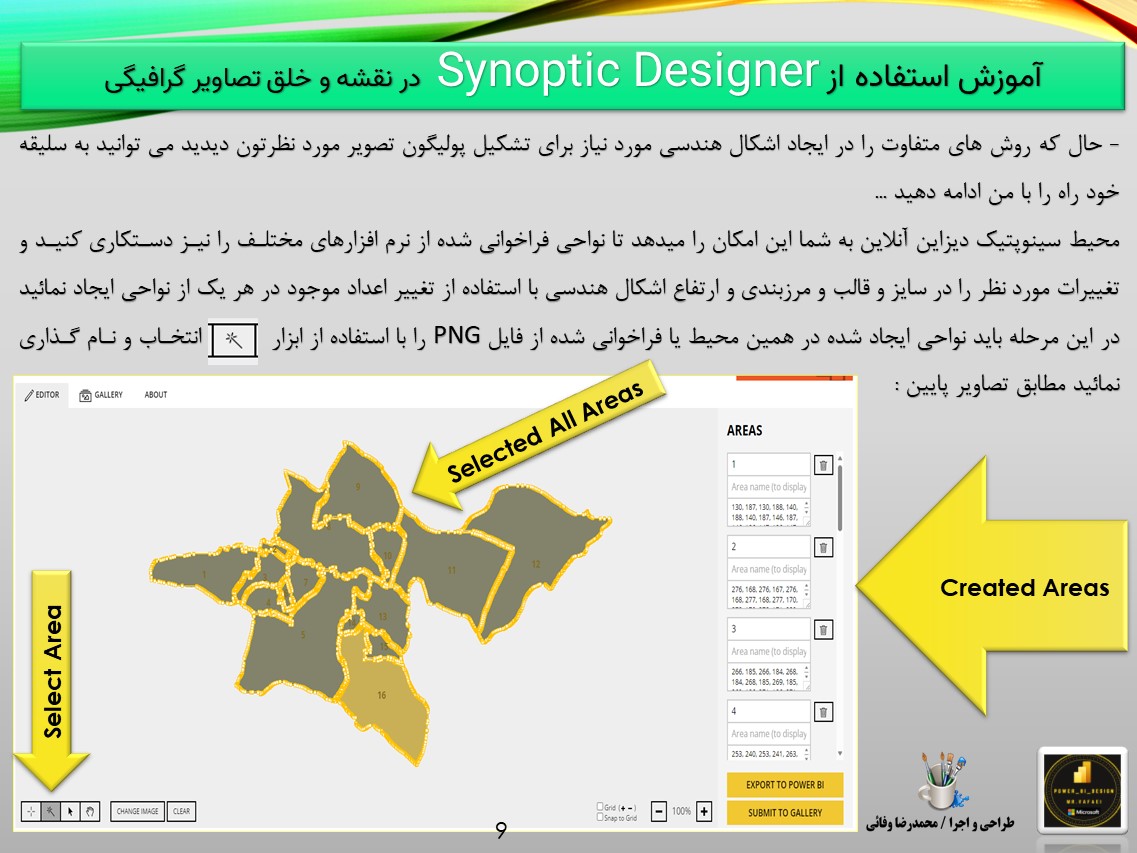 آموزش استفاده از Synoptic Designer در نقشه و خلق تصاویر گرافیگی
- حال که روش های متفاوت را در ایجاد اشکال هندسی مورد نیاز برای تشکیل پولیگون تصویر مورد نظرتون دیدید می توانید به سلیقه
خود راه را با من ادامه دهید ...
محیط سینوپتیک دیزاین آنلاین به شما این امکان را میدهد تا نواحی فراخوانی شده از نرم افزارهای مختلف را نیز دستکاری کنید و
تغییرات مورد نظر را در سایز و قالب و مرزبندی و ارتفاع اشکال هندسی با استفاده از تغییر اعداد موجود در هر یک از نواحی ایجاد نمائید
در این مرحله باید نواحی ایجاد شده در همین محیط یا فراخوانی شده از فایل PNG را با استفاده از ابزار انتخاب و نام گذاری
نمائید مطابق تصاویر پایین :
EDITOR GALLERY ABOUT
Selected All Areas
AREAS
1
Area name (to display
130, 187, 130, 188, 140,
188, 140, 187, 146, 187,
2
Area name (to display
276, 168, 276, 167, 276,
168, 277, 168, 277, 170,
3
Area name (to display
266, 185, 266, 184, 268,
184, 268, 185, 269, 185,
4
Area name (to display
253, 240, 253, 241, 263,
Created Areas
Select Area
9
12
10
11
1
7
13
5
16
EXPORT TO POWER BI
SUBMIT TO GALLERY
CHANGE IMAGE CLEAR
Grid (+ −)
Snap to Grid
− 100% +
9
طراحی و اجرا / محمدرضا وفائی
POWER_BI_DESIGN
MR.VAFAEI
Microsoft